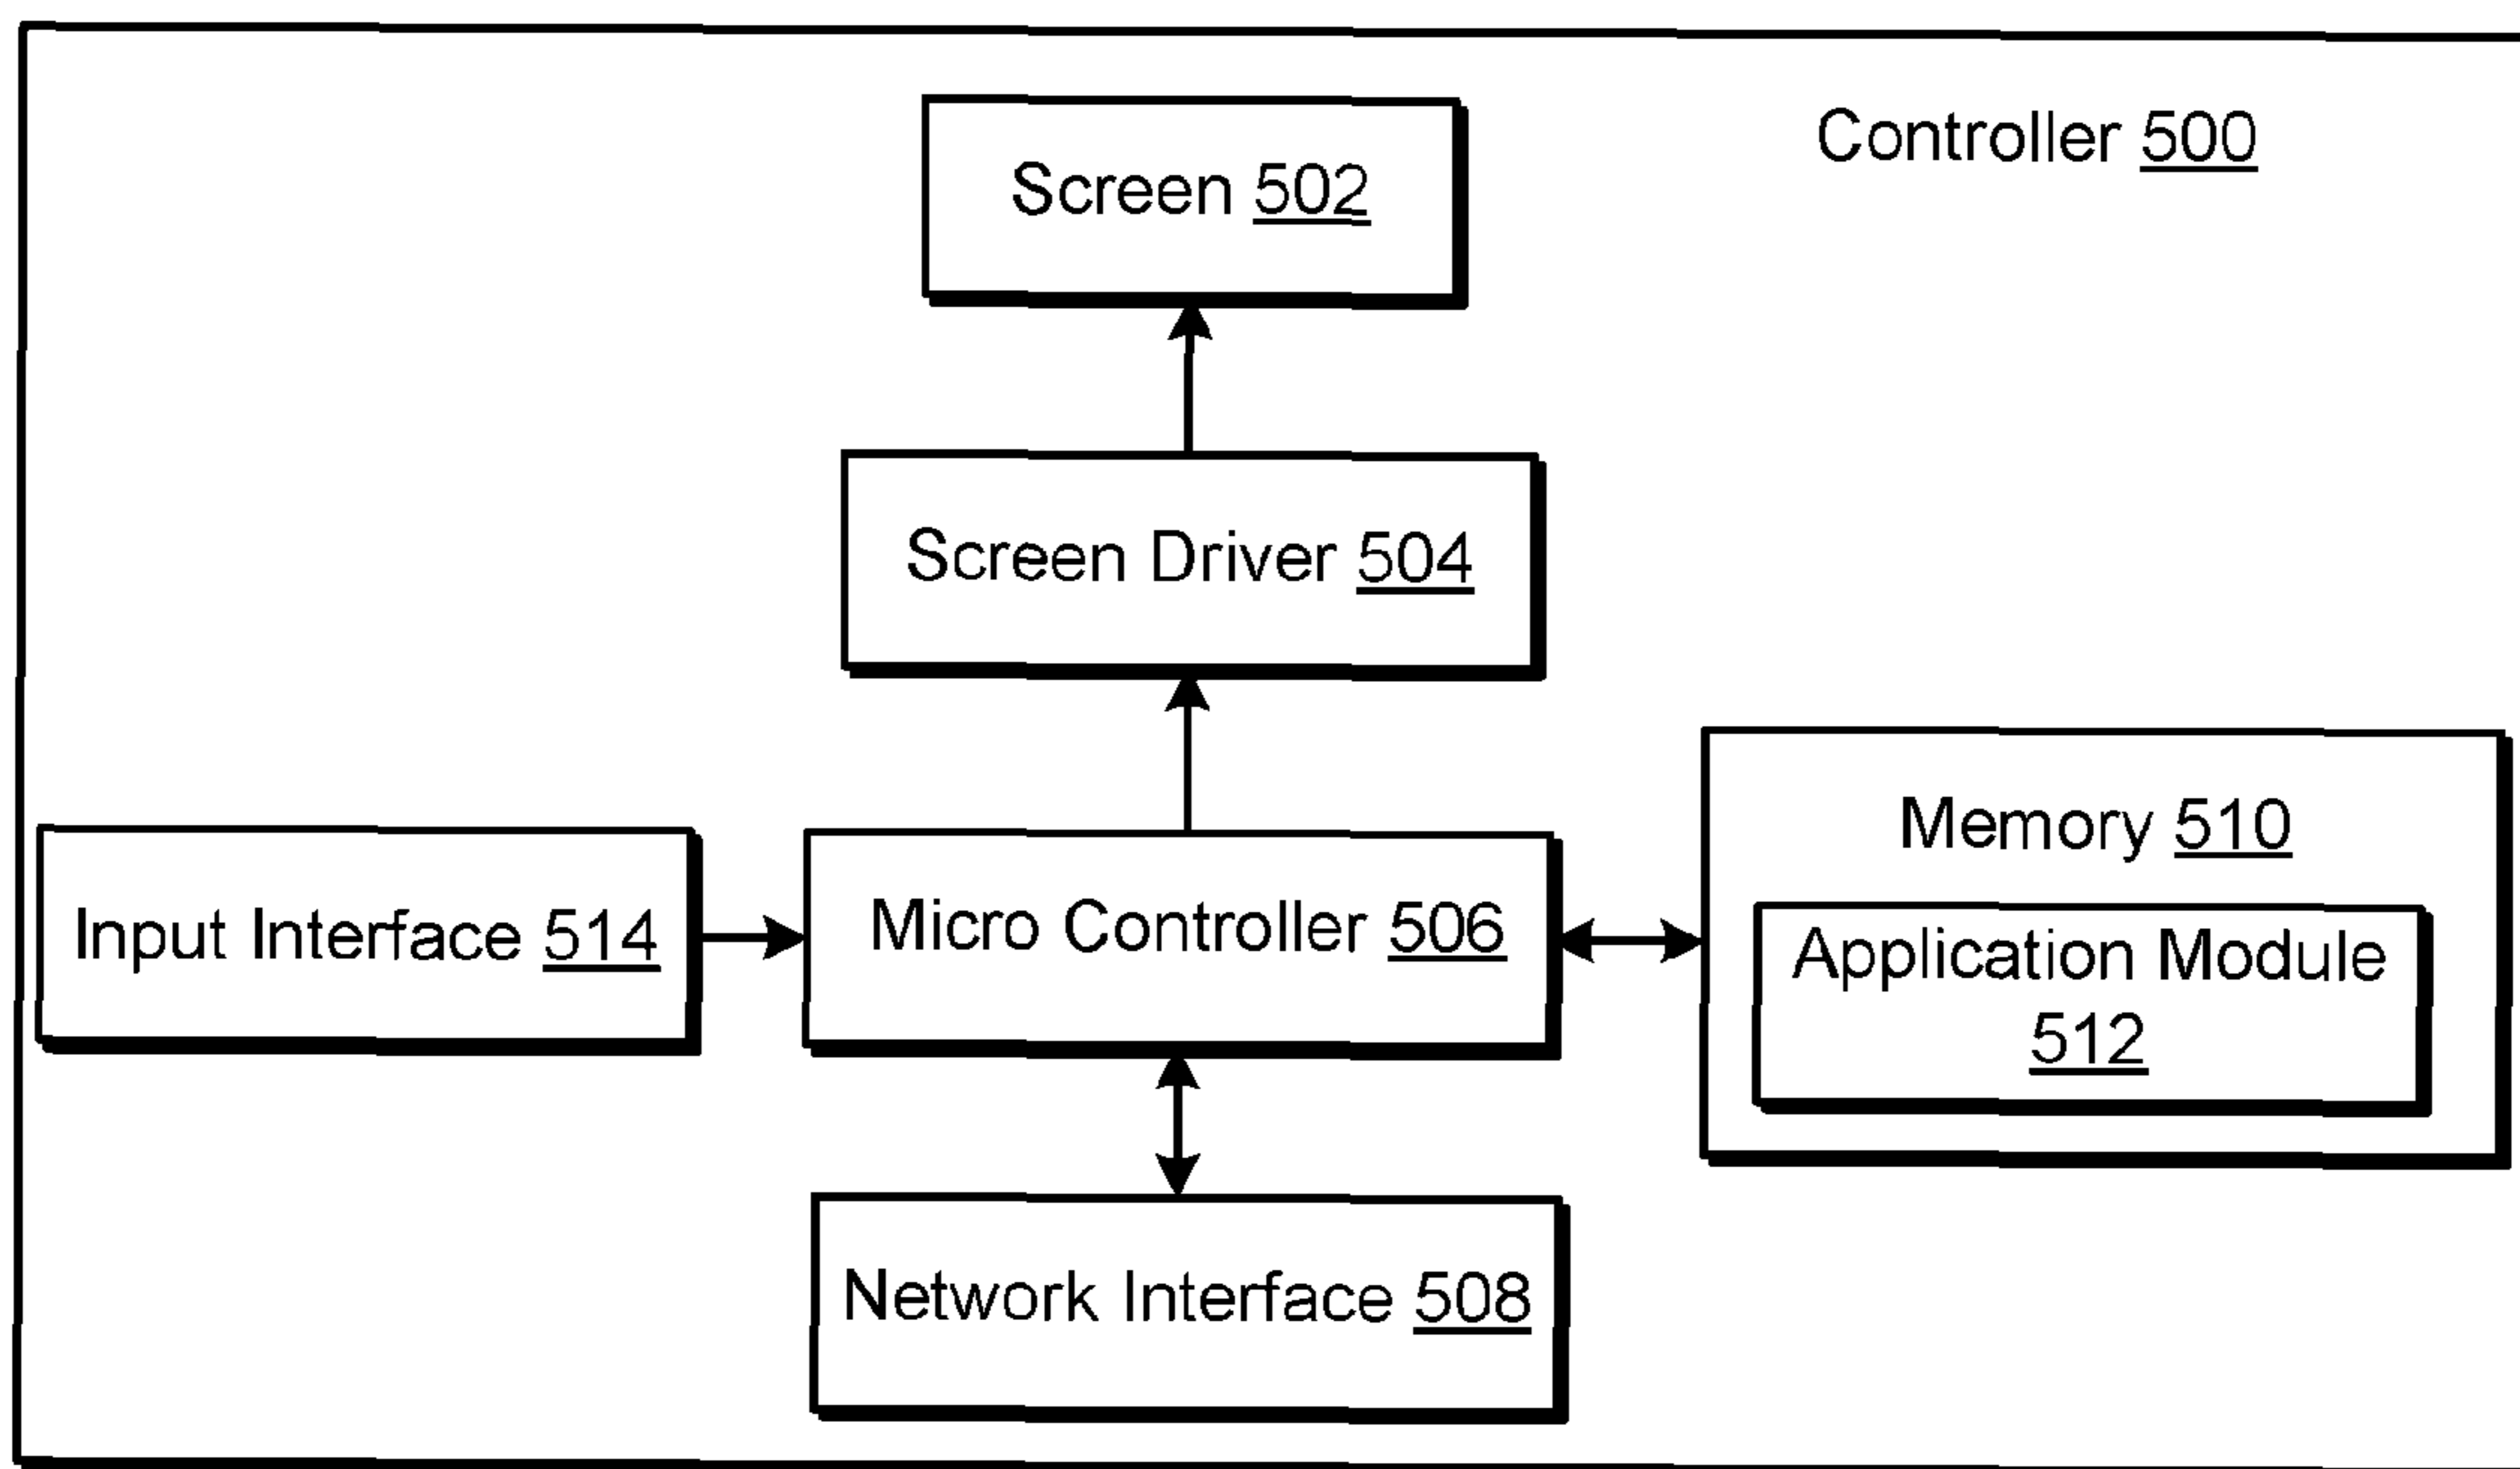 Controller 500
Screen 502
Screen Driver 504
Input Interface 514
Micro Controller 506
Memory 510
Application Module
512
Network Interface 508